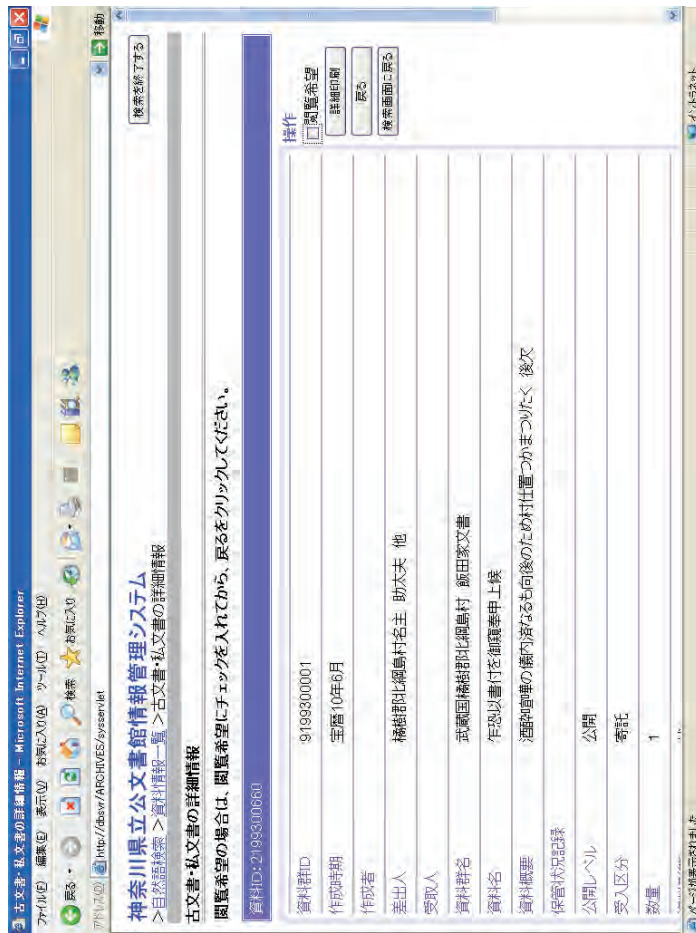 古文書・私文書の詳細情報 - Microsoft Internet Explorer
ファイル(F) 編集(E) 表示(V) お気に入り(A) ツール(T) ヘルプ(H)
戻る 検索 お気に入り
アドレス(D) http://dbsvr/ARCHIVES/sysservlet 移動
神奈川県立公文書館情報管理システム
>自然語検索 >資料情報一覧 >古文書・私文書の詳細情報
検索を終了する
古文書・私文書の詳細情報
閲覧希望の場合は、閲覧希望にチェックを入れてから、戻るをクリックしてください。
資料ID: 2199300660
操作
閲覧希望
詳細印刷
戻る
検索画面に戻る
資料群ID 9199300001
作成時期 宝暦10年6月
作成者
差出人 橘樹郡北綱島村名主 助太夫 他
受取人
資料群名 武蔵国橘樹郡北綱島村 飯田家文書
資料名 乍恐以書付を御窺奉申上候
資料概要 酒酔喧嘩の儀内済なるも向後のため村仕置つかまつりたく 後欠
保管状況記録
公開レベル 公開
受入区分 寄託
数量 1
ページが表示されました イントラネット